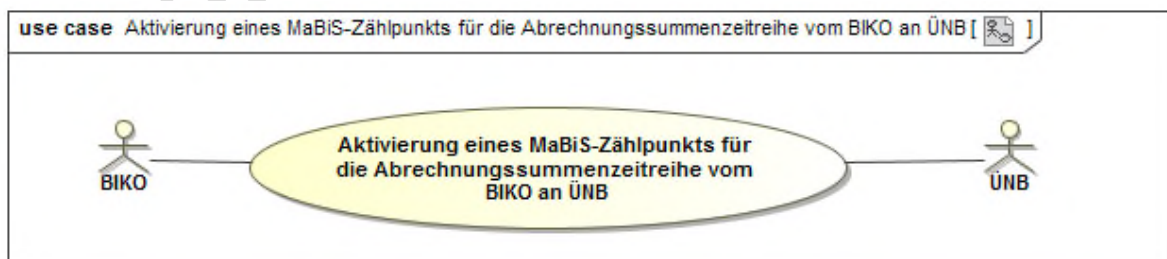 use case Aktivierung eines MaBiS-Zählpunkts für die Abrechnungssummenzeitreihe vom BIKO an ÜNB [ ]
Aktivierung eines MaBiS-Zählpunkts für
die Abrechnungssummenzeitreihe vom
BIKO an ÜNB
BIKO
ÜNB